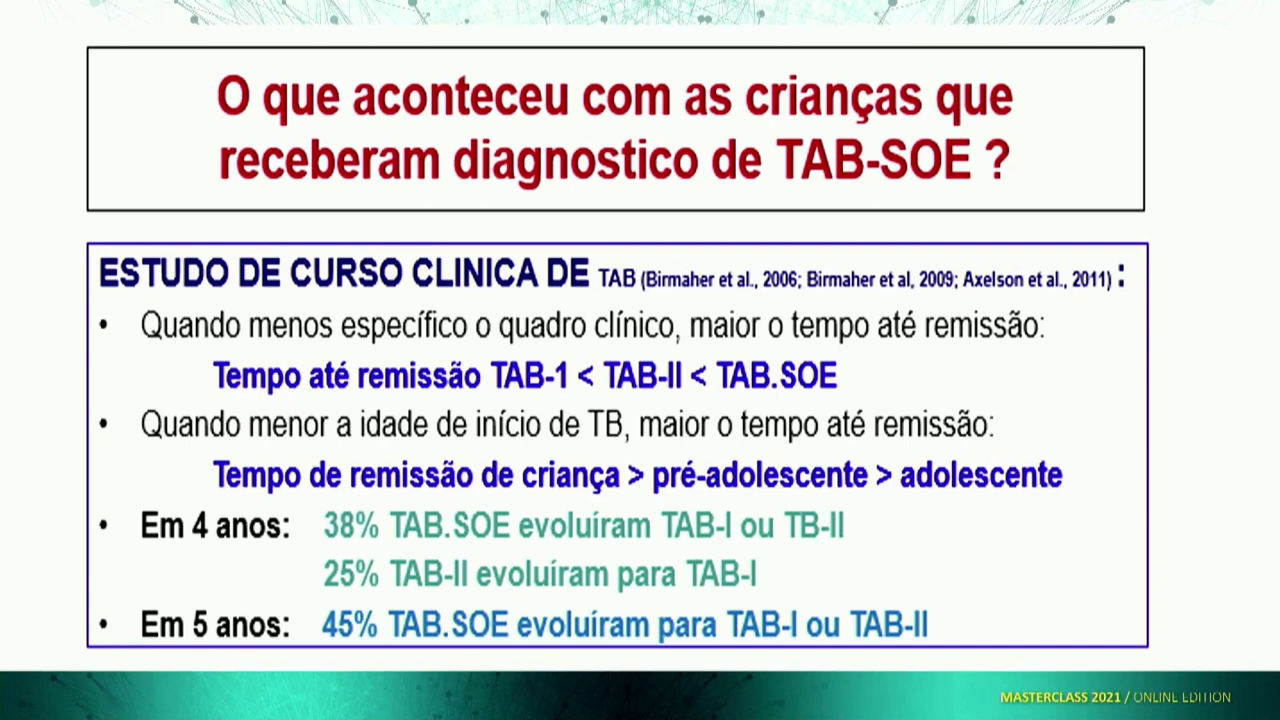 O que aconteceu com as crianças que
receberam diagnostico de TAB-SOE ?
ESTUDO DE CURSO CLINICA DE TAB (Birmaher et al., 2006; Birmaher et al, 2009; Axelson et al., 2011) :
• Quando menos específico o quadro clínico, maior o tempo até remissão:
Tempo até remissão TAB-1 < TAB-II < TAB.SOE
• Quando menor a idade de início de TB, maior o tempo até remissão:
Tempo de remissão de criança > pré-adolescente > adolescente
• Em 4 anos: 38% TAB.SOE evoluíram TAB-I ou TB-II
25% TAB-II evoluíram para TAB-I
• Em 5 anos: 45% TAB.SOE evoluíram para TAB-I ou TAB-II
MASTERCLASS 2021 / ONLINE EDITION